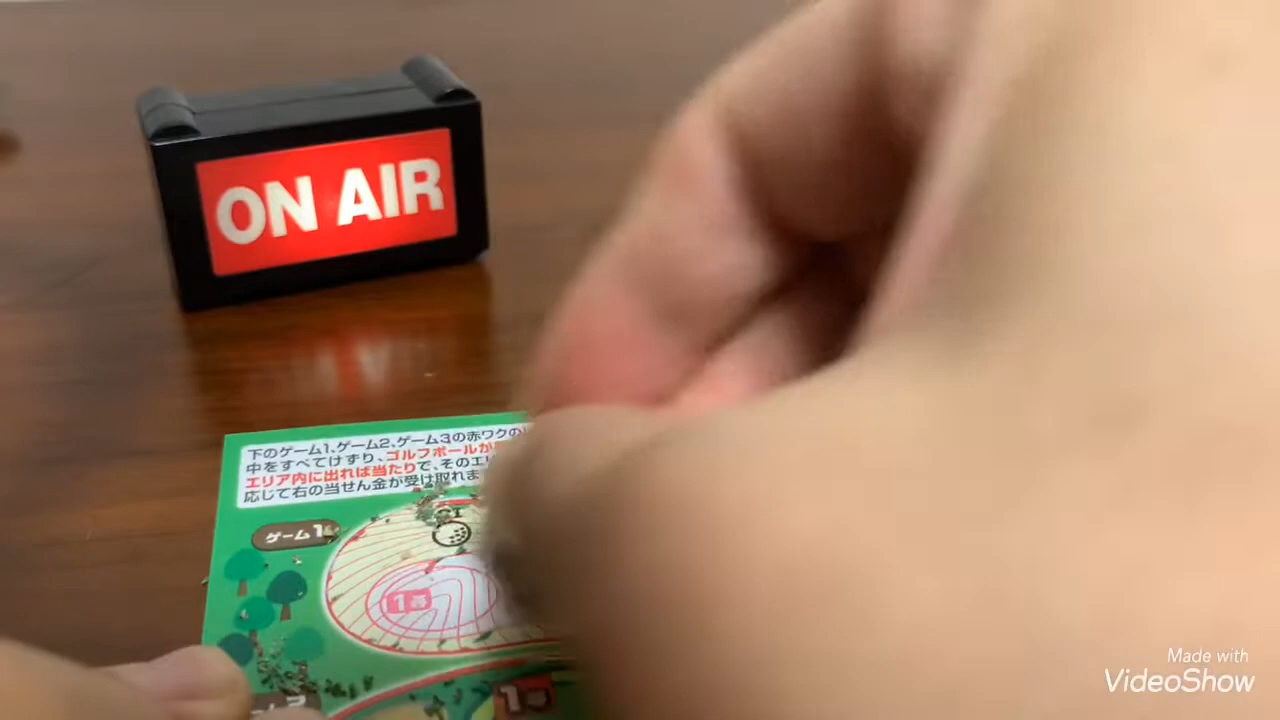 ON AIR
下のゲーム1、ゲーム2、ゲーム3の赤ワクの
中をすべてけずり、ゴルフボールが
エリア内に出れば当たりで、そのエリ
応じて右の当せん金が受け取れま
ゲーム1
1等
Made with
VideoShow